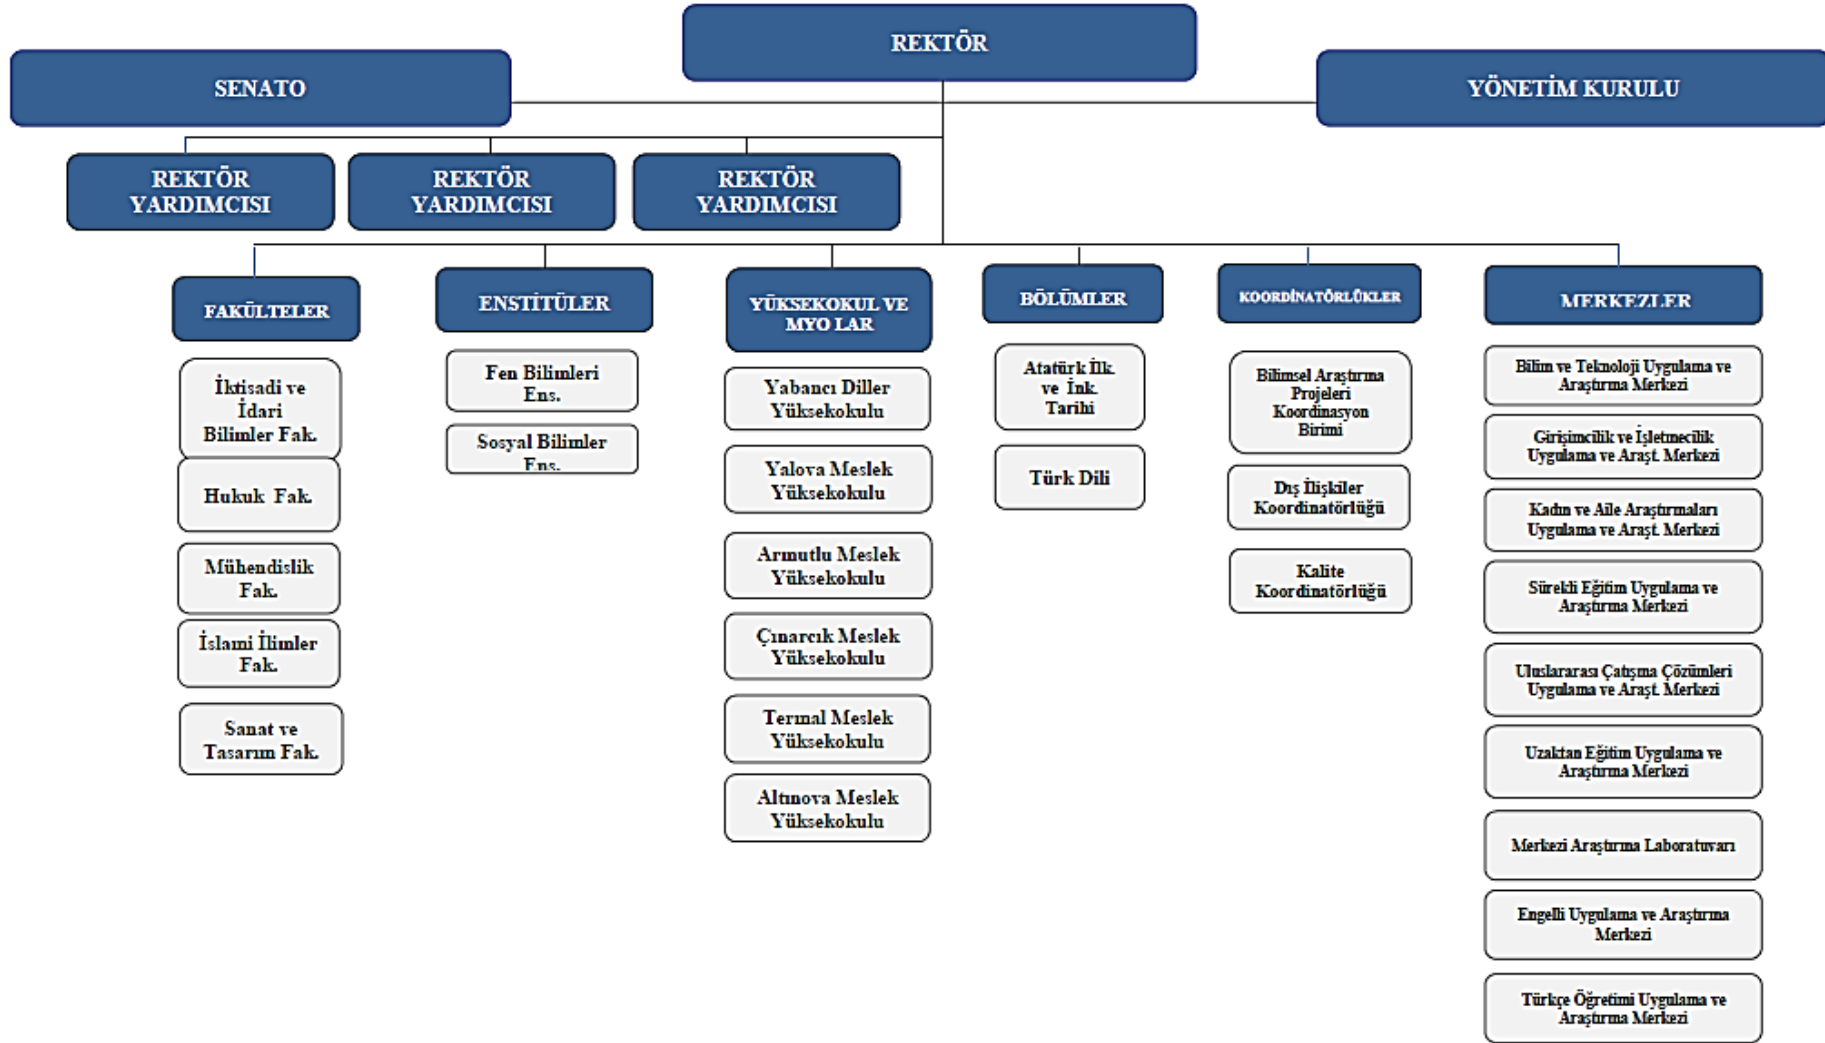 REKTÖR
SENATO
YÖNETİM KURULU
REKTÖR
YARDIMCISI
REKTÖR
YARDIMCISI
REKTÖR
YARDIMCISI
FAKÜLTELER
İktisadi ve
İdari
Bilimler Fak.
Hukuk Fak.
Mühendislik
Fak.
İslami İlimler
Fak.
Sanat ve
Tasarım Fak.
ENSTİTÜLER
Fen Bilimleri
Ens.
Sosyal Bilimler
Ens.
YÜKSEKOKUL VE
MYO LAR
Yabancı Diller
Yüksekokulu
Yalova Meslek
Yüksekokulu
Armutlu Meslek
Yüksekokulu
Çınarcık Meslek
Yüksekokulu
Termal Meslek
Yüksekokulu
Altınova Meslek
Yüksekokulu
BÖLÜMLER
Atatürk İlk.
ve İnk.
Tarihi
Türk Dili
KOORDİNATÖRLÜKLER
Bilimsel Araştırma
Projeleri
Koordinasyon
Birimi
Dış İlişkiler
Koordinatörlüğü
Kalite
Koordinatörlüğü
MERKEZLER
Bilim ve Teknoloji Uygulama ve
Araştırma Merkezi
Girişimcilik ve İşletmecilik
Uygulama ve Araşt. Merkezi
Kadın ve Aile Araştırmaları
Uygulama ve Araşt. Merkezi
Sürekli Eğitim Uygulama ve
Araştırma Merkezi
Uluslararası Çatışma Çözümleri
Uygulama ve Araşt. Merkezi
Uzaktan Eğitim Uygulama ve
Araştırma Merkezi
Merkezi Araştırma Laboratuvarı
Engelli Uygulama ve Araştırma
Merkezi
Türkçe Öğretimi Uygulama ve
Araştırma Merkezi